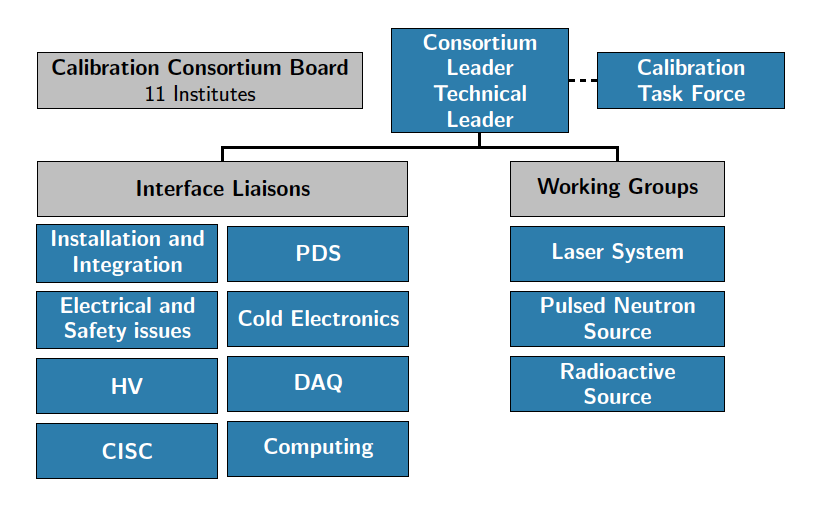 Calibration Consortium Board
11 Institutes
Consortium
Leader
Technical
Leader
Calibration
Task Force
Interface Liaisons
Working Groups
Installation and
Integration
PDS
Laser System
Electrical and
Safety issues
Cold Electronics
Pulsed Neutron
Source
HV
DAQ
Radioactive
Source
CISC
Computing